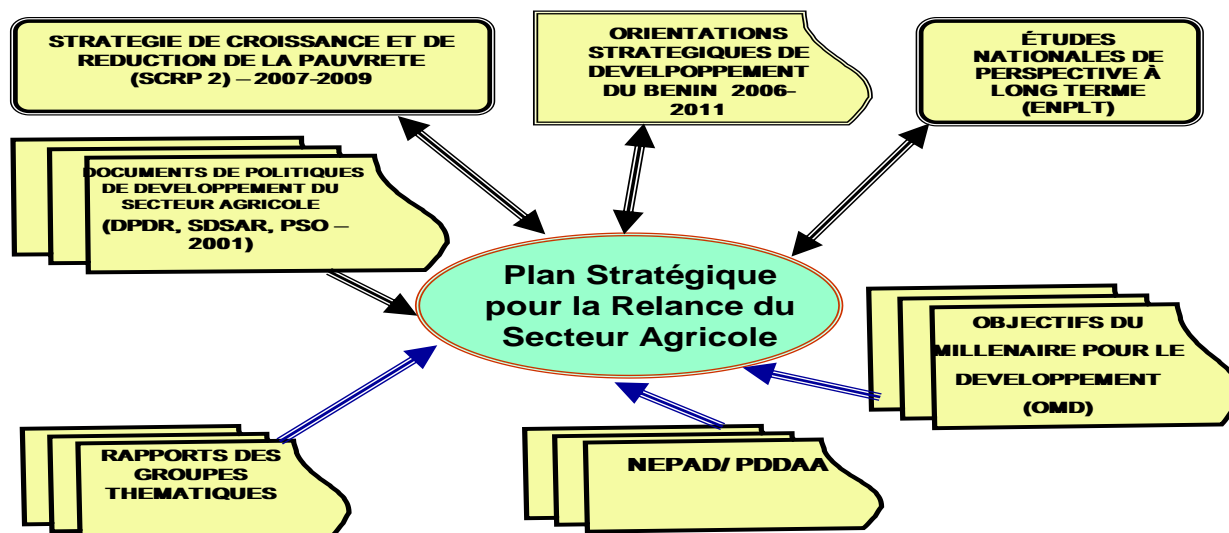 STRATEGIE DE CROISSANCE ET DE
REDUCTION DE LA PAUVRETE
(SCRP 2) – 2007-2009
ORIENTATIONS
STRATEGIQUES DE
DEVELPOPPEMENT
DU BENIN 2006-
2011
ÉTUDES
NATIONALES DE
PERSPECTIVE À
LONG TERME
(ENPLT)
DOCUMENTS DE POLITIQUES
DE DEVELOPPEMENT DU
SECTEUR AGRICOLE
(DPDR, SDSAR, PSO –
2001)
Plan Stratégique
pour la Relance du
Secteur Agricole
OBJECTIFS DU
MILLENAIRE POUR LE
DEVELOPPEMENT
(OMD)
RAPPORTS DES
GROUPES
THEMATIQUES
NEPAD/ PDDAA